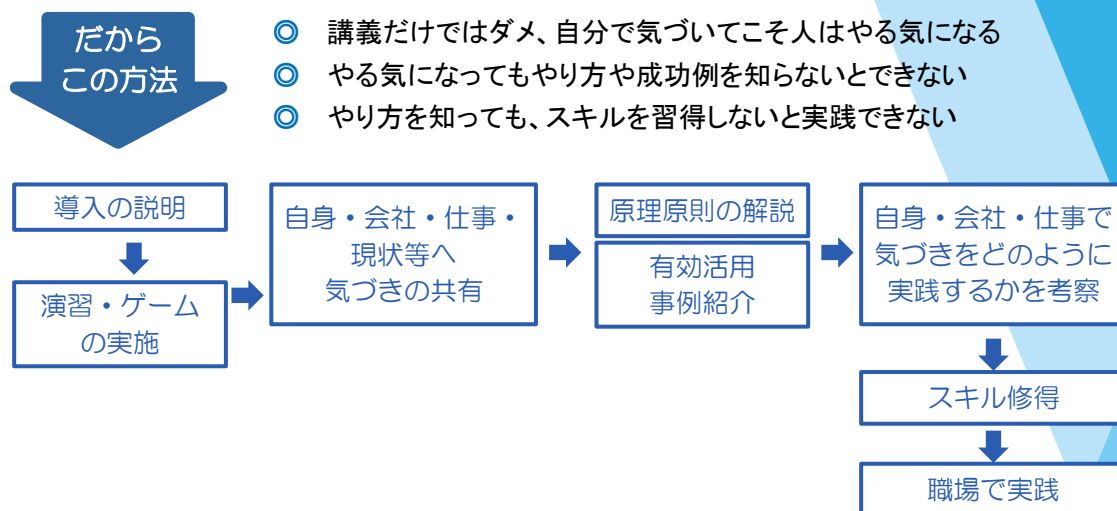 だから
この方法
◎ 講義だけではダメ、自分で気づいてこそ人はやる気になる
◎ やる気になってもやり方や成功例を知らないとできない
◎ やり方を知っても、スキルを習得しないと実践できない
導入の説明
演習・ゲーム
の実施
自身・会社・仕事・
現状等へ
気づきの共有
原理原則の解説
有効活用
事例紹介
自身・会社・仕事で
気づきをどのように
実践するかを考察
スキル修得
職場で実践